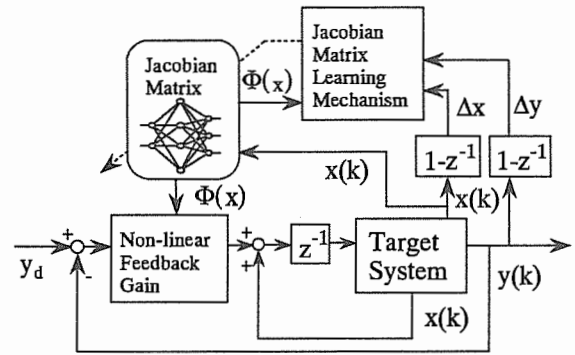 Jacobian
Matrix
Learning
Mechanism
Jacobian
Matrix
Φ(x)
Δx
Δy
1-z⁻¹
1-z⁻¹
x(k)
x(k)
Φ(x)
+
-
y_d
Non-linear
Feedback
Gain
+
+
z⁻¹
Target
System
y(k)
x(k)